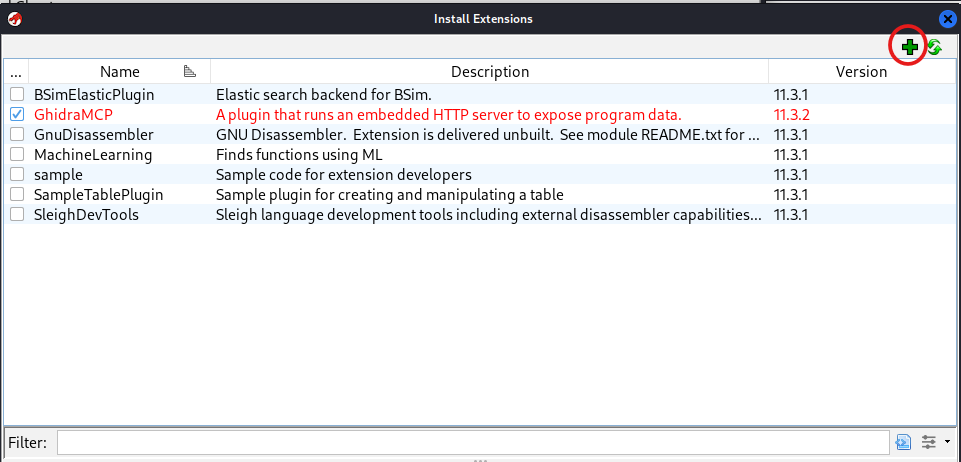 Install Extensions
... Name Description Version
BSimElasticPlugin Elastic search backend for BSim. 11.3.1
GhidraMCP A plugin that runs an embedded HTTP server to expose program data. 11.3.2
GnuDisassembler GNU Disassembler. Extension is delivered unbuilt. See module README.txt for ... 11.3.1
MachineLearning Finds functions using ML 11.3.1
sample Sample code for extension developers 11.3.1
SampleTablePlugin Sample plugin for creating and manipulating a table 11.3.1
SleighDevTools Sleigh language development tools including external disassembler capabilities... 11.3.1
Filter: